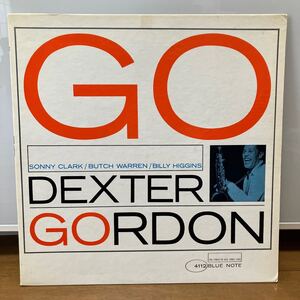 GO
SONNY CLARK/BUTCH WARREN/BILLY HIGGINS
DEXTER
GORDON
4112 BLUE NOTE